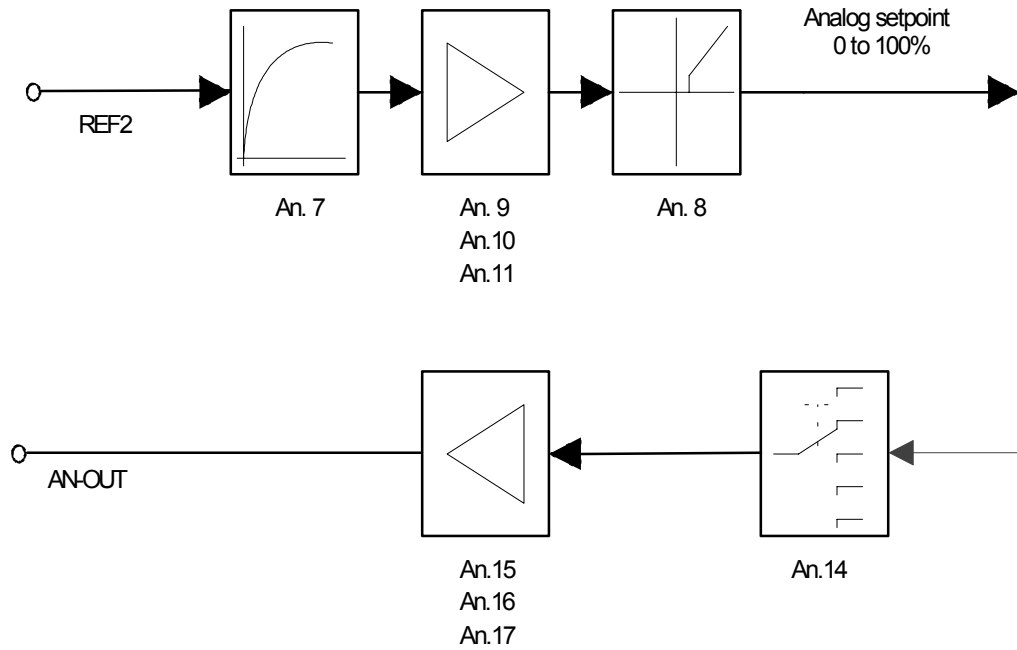 Analog setpoint
0 to 100%
REF2
An. 7
An. 9
An.10
An.11
An. 8
AN-OUT
An.15
An.16
An.17
An.14